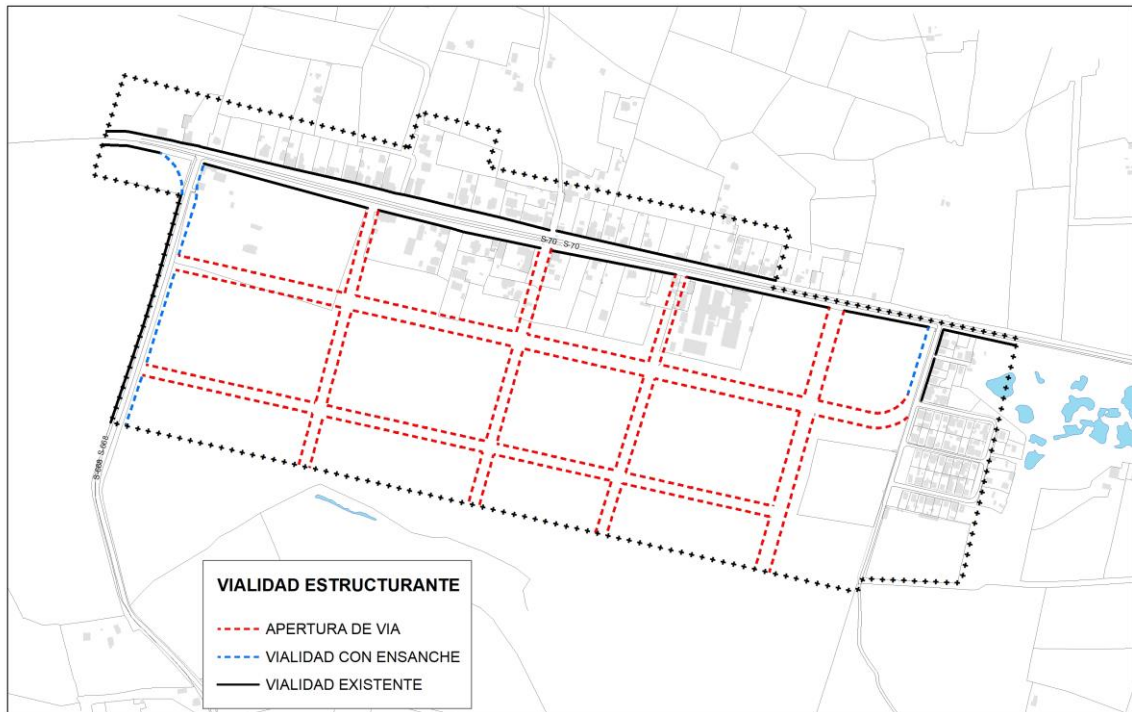 S-70 S-70
S-668 S-668
VIALIDAD ESTRUCTURANTE
APERTURA DE VIA
VIALIDAD CON ENSANCHE
VIALIDAD EXISTENTE